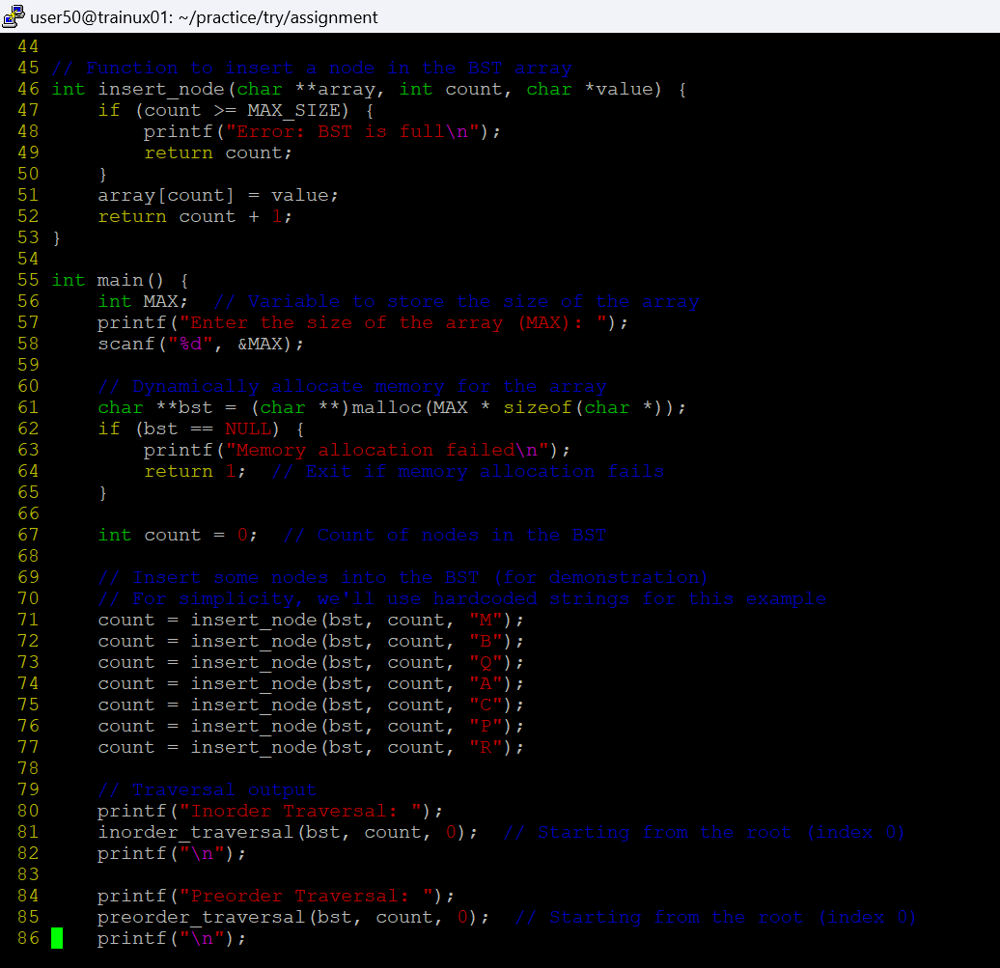 user50@trainux01: ~/practice/try/assignment
44
45 // Function to insert a node in the BST array
46 int insert_node(char **array, int count, char *value) {
47     if (count >= MAX_SIZE) {
48         printf("Error: BST is full\n");
49         return count;
50     }
51     array[count] = value;
52     return count + 1;
53 }
54
55 int main() {
56     int MAX;  // Variable to store the size of the array
57     printf("Enter the size of the array (MAX): ");
58     scanf("%d", &MAX);
59
60     // Dynamically allocate memory for the array
61     char **bst = (char **)malloc(MAX * sizeof(char *));
62     if (bst == NULL) {
63         printf("Memory allocation failed\n");
64         return 1;  // Exit if memory allocation fails
65     }
66
67     int count = 0;  // Count of nodes in the BST
68
69     // Insert some nodes into the BST (for demonstration)
70     // For simplicity, we'll use hardcoded strings for this example
71     count = insert_node(bst, count, "M");
72     count = insert_node(bst, count, "B");
73     count = insert_node(bst, count, "Q");
74     count = insert_node(bst, count, "A");
75     count = insert_node(bst, count, "C");
76     count = insert_node(bst, count, "P");
77     count = insert_node(bst, count, "R");
78
79     // Traversal output
80     printf("Inorder Traversal: ");
81     inorder_traversal(bst, count, 0);  // Starting from the root (index 0)
82     printf("\n");
83
84     printf("Preorder Traversal: ");
85     preorder_traversal(bst, count, 0);  // Starting from the root (index 0)
86     printf("\n");